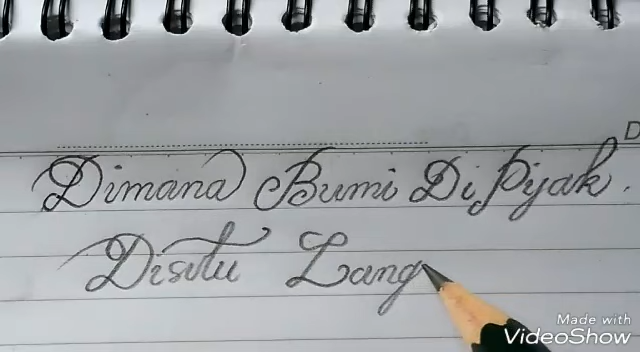 Dimana Bumi Di Pijak.
Disitu Lang
D
Made with
VideoShow